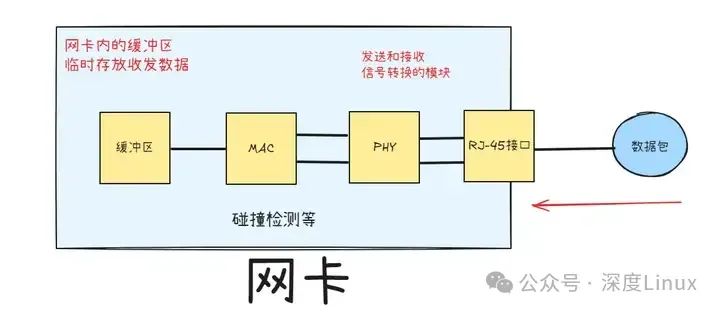 网卡内的缓冲区
临时存放收发数据
发送和接收
信号转换的模块
缓冲区
MAC
PHY
RJ-45接口
数据包
碰撞检测等
网卡
公众号·深度Linux